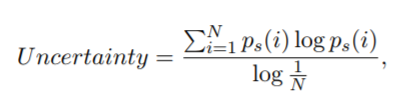 Uncertainty = \frac{\sum_{i=1}^{N} p_s(i) \log p_s(i)}{\log \frac{1}{N}},